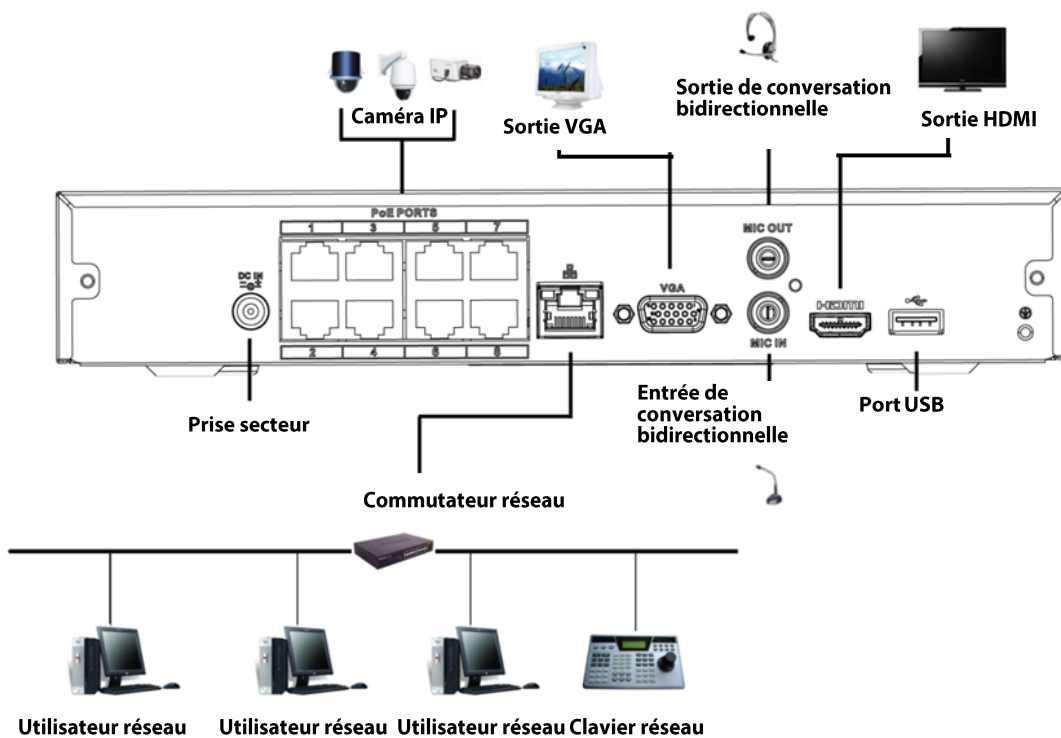 Caméra IP
Sortie VGA
Sortie de conversation
bidirectionnelle
Sortie HDMI
PoE PORTS
1 3 5 7
MIC OUT
DC IN
VGA
HDMI
MIC IN
2 4 6 8
Prise secteur
Entrée de
conversation
bidirectionnelle
Port USB
Commutateur réseau
Utilisateur réseau
Utilisateur réseau
Utilisateur réseau
Clavier réseau